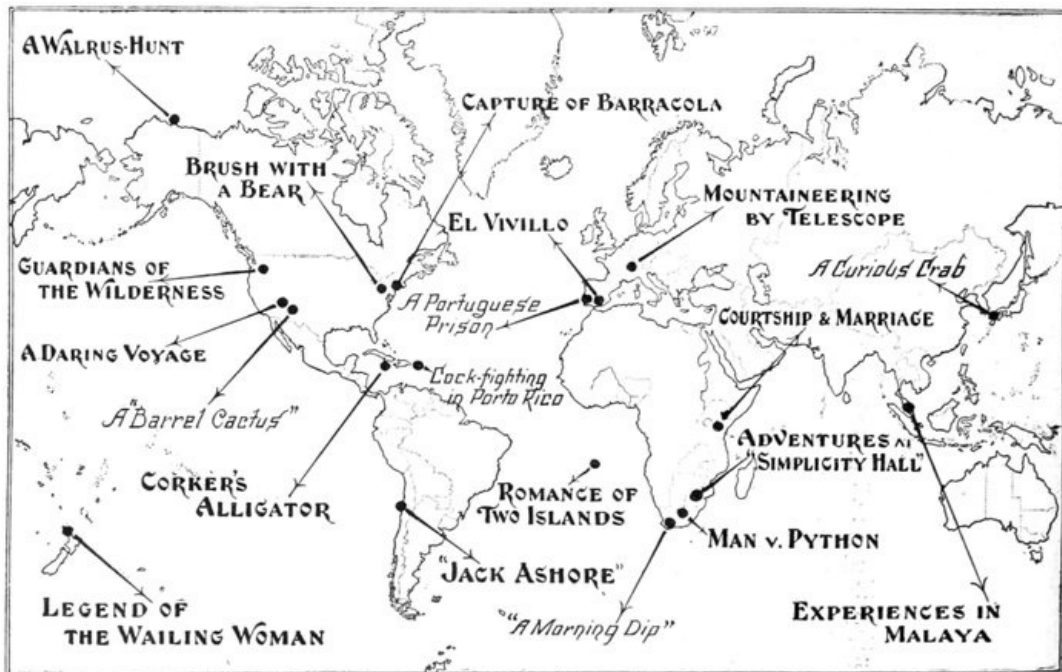 A Walrus-Hunt
Capture of Barracola
Brush with
a Bear
El Vivillo
Mountaineering
by Telescope
Guardians of
the Wilderness
A Portuguese
Prison
A Curious Crab
Courtship & Marriage
A Daring Voyage
Cock-fighting
in Porto Rico
A "Barrel Cactus"
Adventures at
"Simplicity Hall"
Corker's
Alligator
Romance of
Two Islands
Man v. Python
"Jack Ashore"
Legend of
the Wailing Woman
"A Morning Dip"
Experiences in
Malaya